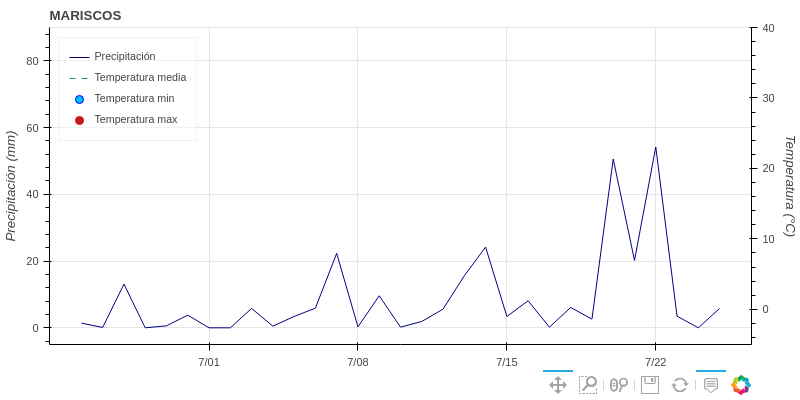 MARISCOS
Precipitación
Temperatura media
Temperatura min
Temperatura max
Precipitación (mm)
80
60
40
20
0
Temperatura (°C)
40
30
20
10
0
7/01
7/08
7/15
7/22